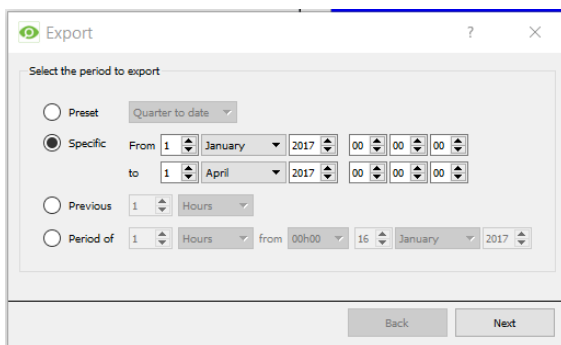 Export ?
Select the period to export
Preset Quarter to date
Specific From 1 January 2017 00 00 00
to 1 April 2017 00 00 00
Previous 1 Hours
Period of 1 Hours from 00h00 16 January 2017
Back Next